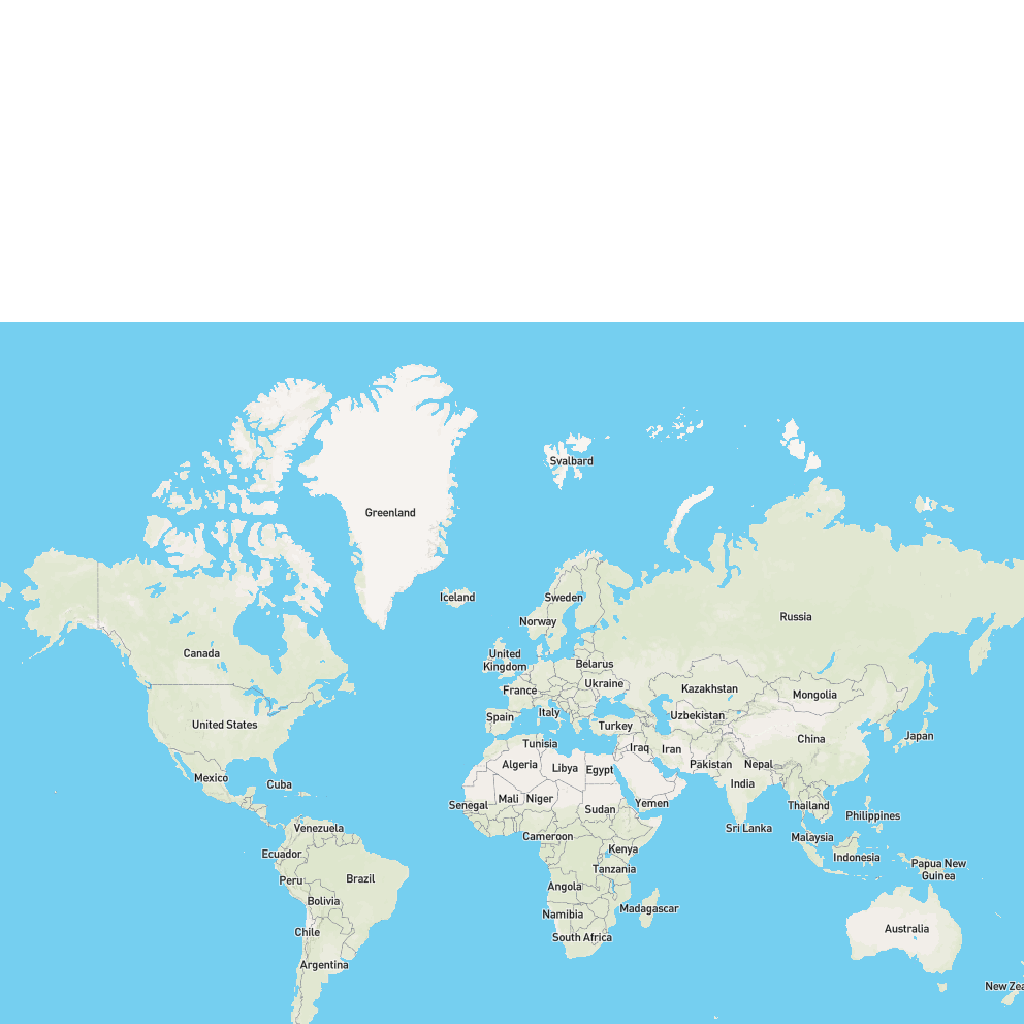 Svalbard
Greenland
Iceland
Sweden
Russia
Norway
Canada
United
Kingdom
Belarus
Ukraine
France
Kazakhstan
Mongolia
Italy
Spain
Uzbekistan
United States
Turkey
Japan
China
Tunisia
Iraq
Iran
Algeria
Libya
Egypt
Pakistan
Nepal
Mexico
Cuba
India
Senegal
Mali
Niger
Sudan
Yemen
Thailand
Philippines
Venezuela
Cameroon
Sri Lanka
Malaysia
Ecuador
Kenya
Indonesia
Papua New
Guinea
Peru
Brazil
Tanzania
Angola
Bolivia
Madagascar
Namibia
Chile
South Africa
Australia
Argentina
New Zea